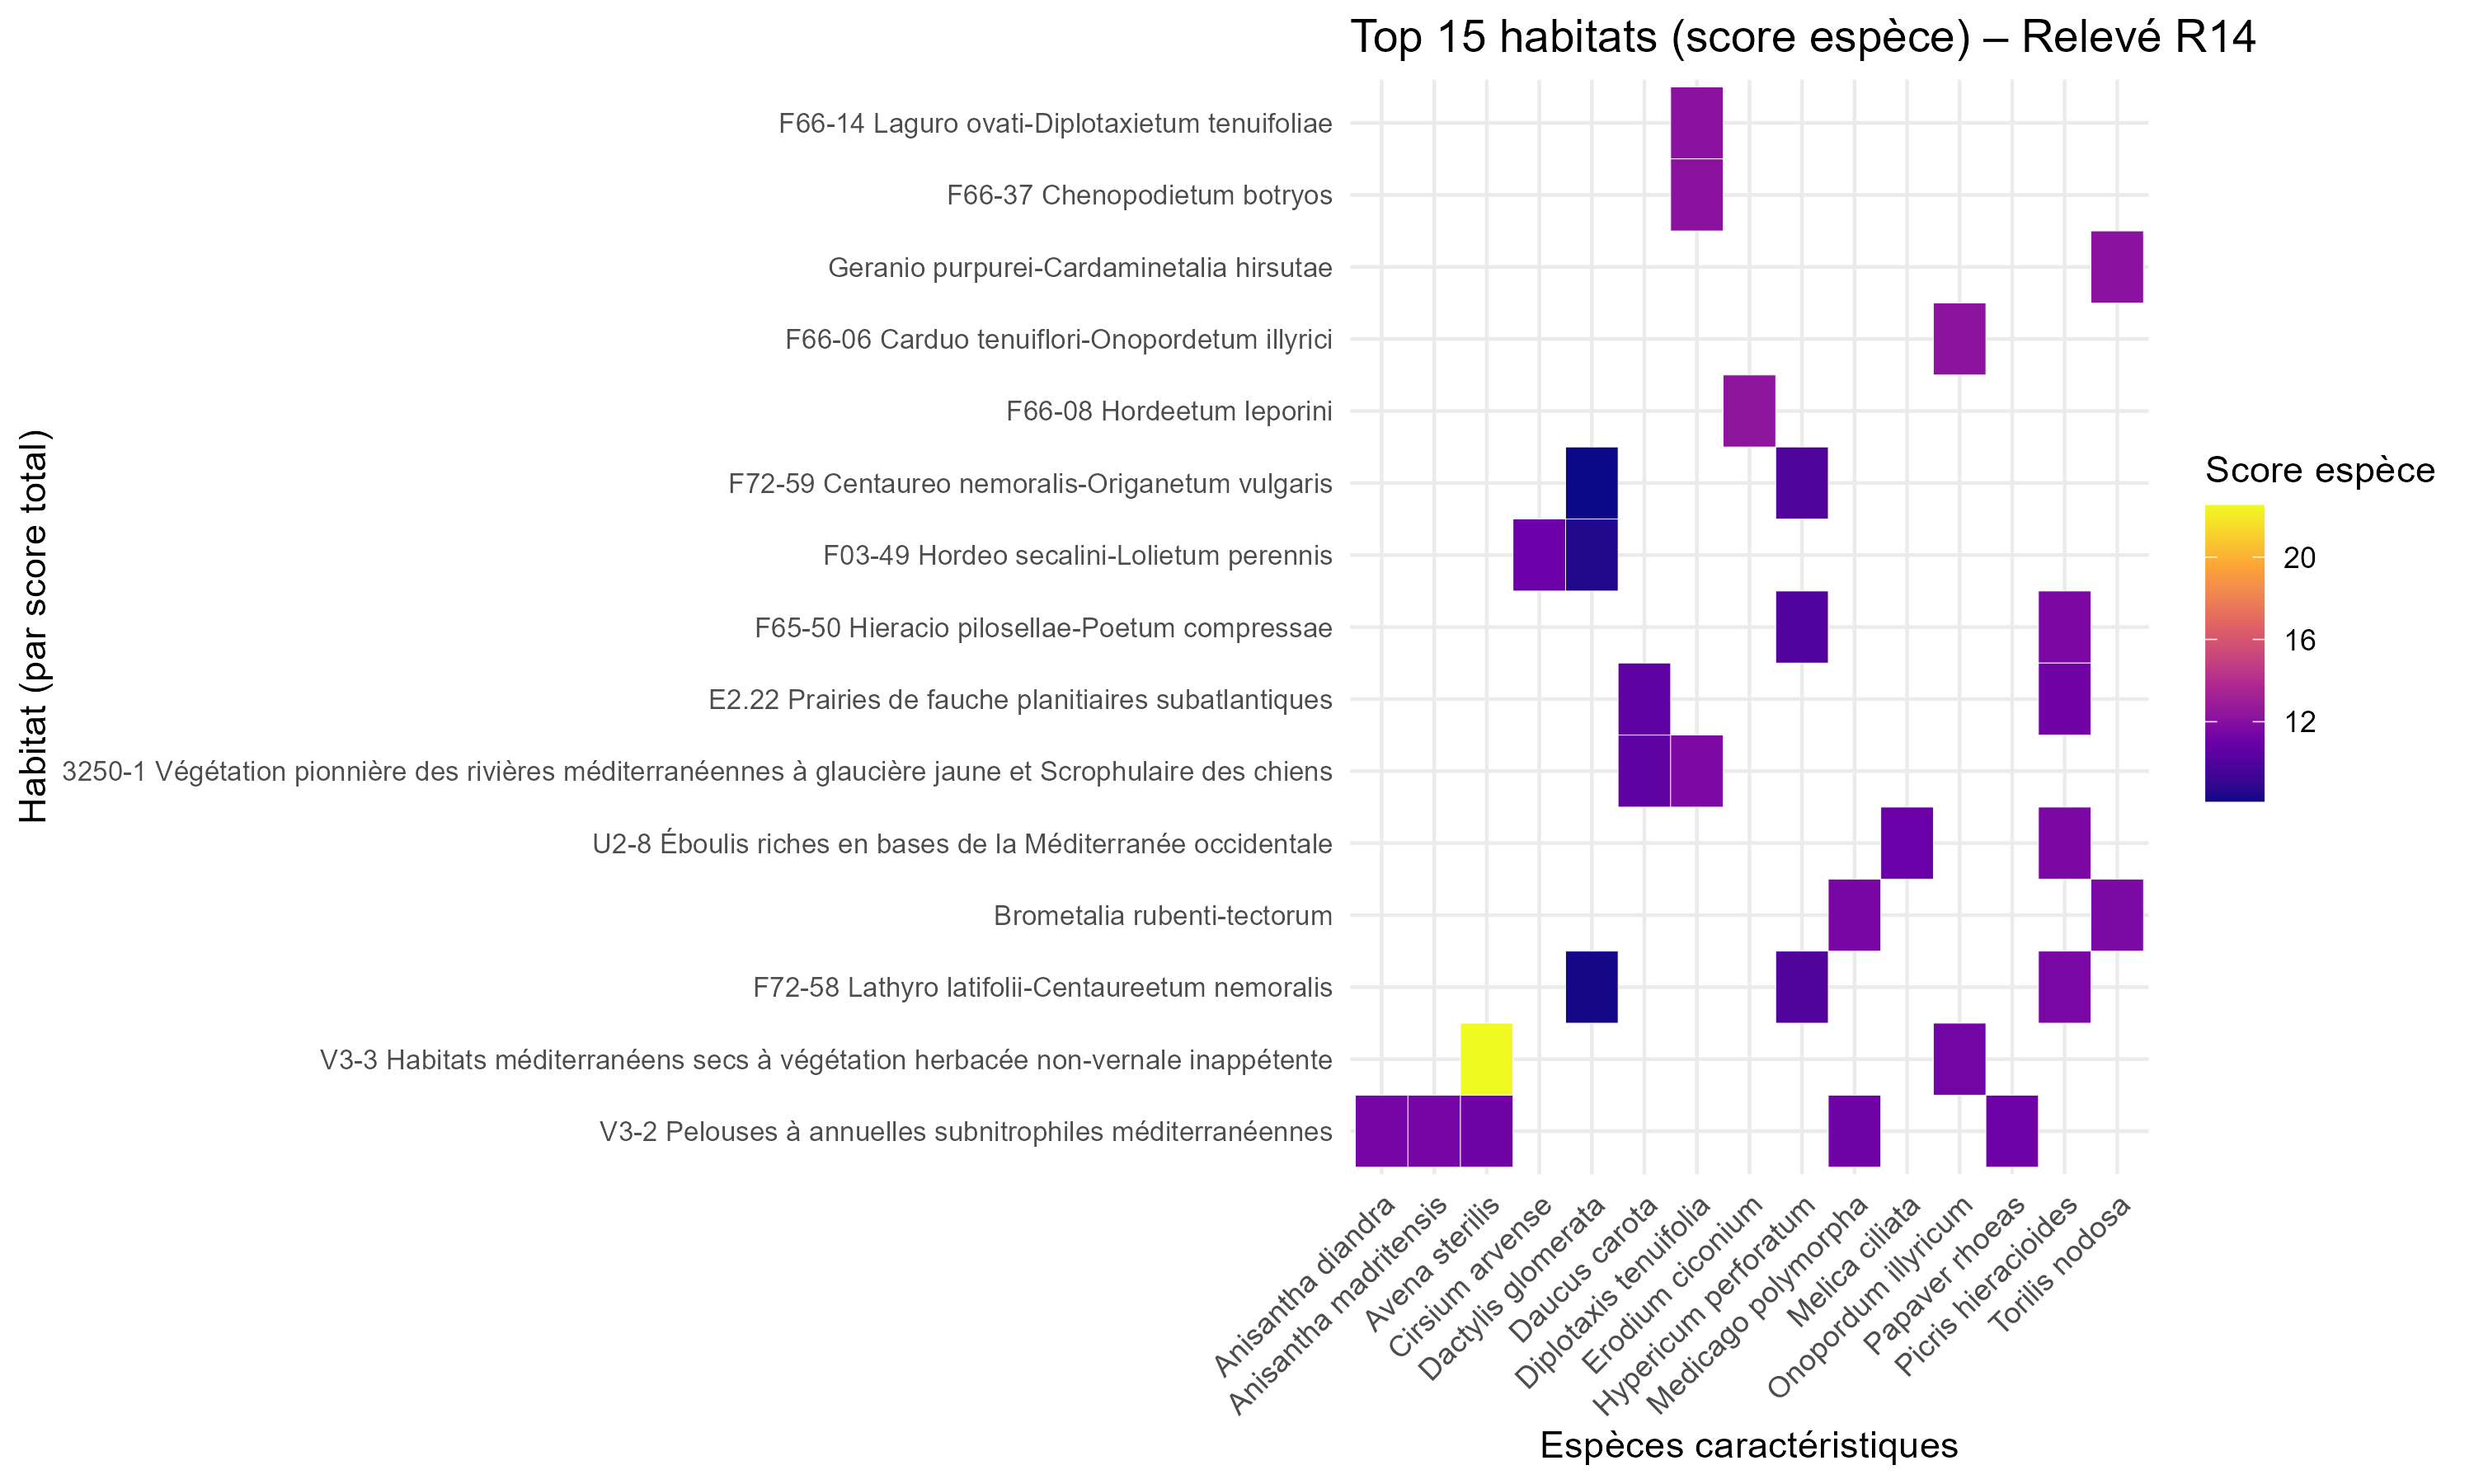 Top 15 habitats (score espèce) – Relevé R14
Habitat (par score total)
F66-14 Laguro ovati-Diplotaxietum tenuifoliae
F66-37 Chenopodietum botryos
Geranio purpurei-Cardaminetalia hirsutae
F66-06 Carduo tenuiflori-Onopordetum illyrici
F66-08 Hordeetum leporini
F72-59 Centaureo nemoralis-Origanetum vulgaris
F03-49 Hordeo secalini-Lolietum perennis
F65-50 Hieracio pilosellae-Poetum compressae
E2.22 Prairies de fauche planitiaires subatlantiques
3250-1 Végétation pionnière des rivières méditerranéennes à glaucière jaune et Scrophulaire des chiens
U2-8 Éboulis riches en bases de la Méditerranée occidentale
Brometalia rubenti-tectorum
F72-58 Lathyro latifolii-Centaureetum nemoralis
V3-3 Habitats méditerranéens secs à végétation herbacée non-vernale inappétente
V3-2 Pelouses à annuelles subnitrophiles méditerranéennes
Anisantha diandra
Anisantha madritensis
Avena sterilis
Cirsium arvense
Dactylis glomerata
Daucus carota
Diplotaxis tenuifolia
Erodium ciconium
Hypericum perforatum
Medicago polymorpha
Melica ciliata
Onopordum illyricum
Papaver rhoeas
Picris hieracioides
Torilis nodosa
Espèces caractéristiques
Score espèce
20
16
12